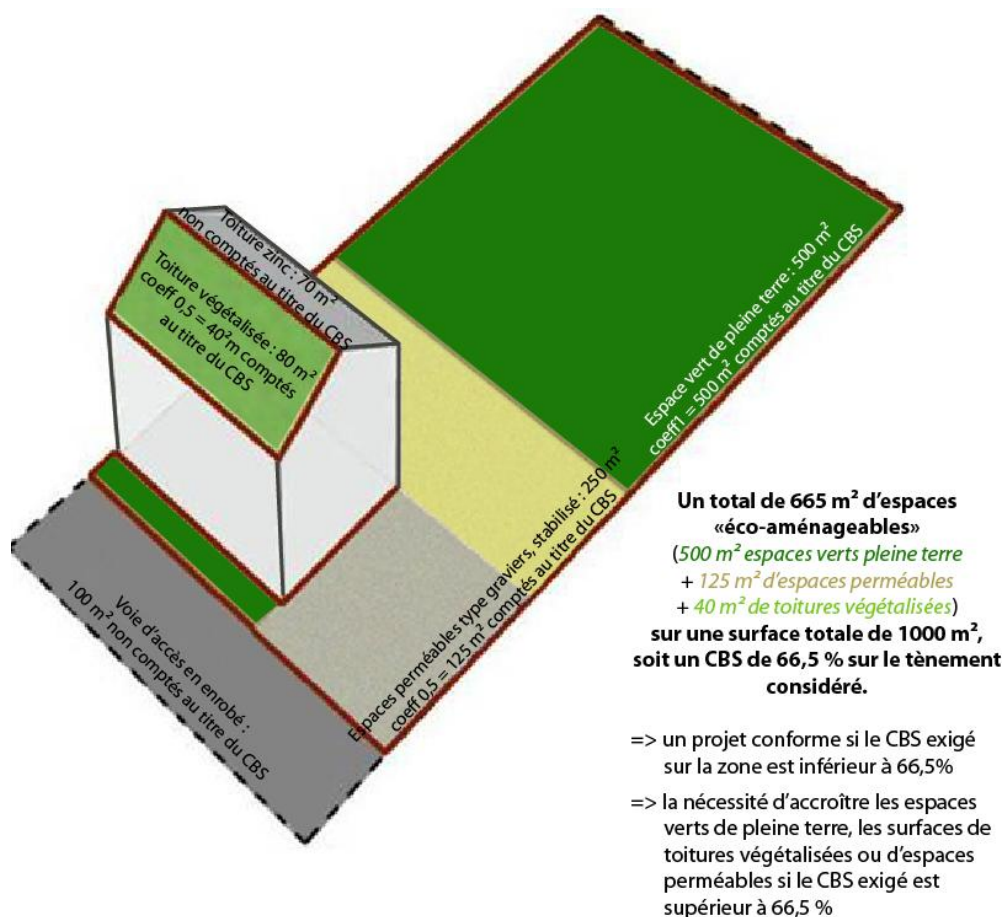 Toiture zinc : 70 m²
non comptés au titre du CBS
Toiture végétalisée : 80 m²
coeff 0,5 = 40²m comptés
au titre du CBS
Espace vert de pleine terre : 500 m²
coeff1 = 500 m² comptés au titre du CBS
Espaces perméables type graviers, stabilisé : 250 m²
coeff 0,5 = 125 m² comptés au titre du CBS
Voie d'accès en enrobé :
100 m² non comptés au titre du CBS
Un total de 665 m² d'espaces
«éco-aménageables»
(500 m² espaces verts pleine terre
+ 125 m² d'espaces perméables
+ 40 m² de toitures végétalisées)
sur une surface totale de 1000 m²,
soit un CBS de 66,5 % sur le tènement
considéré.
=> un projet conforme si le CBS exigé
sur la zone est inférieur à 66,5%
=> la nécessité d'accroître les espaces
verts de pleine terre, les surfaces de
toitures végétalisées ou d'espaces
perméables si le CBS exigé est
supérieur à 66,5 %